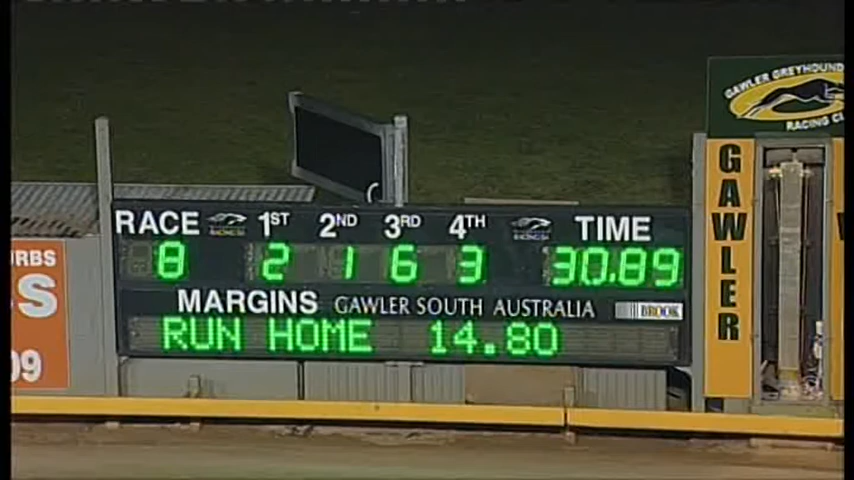 GAWLER GREYHOUND
RACING CL
GAWLER
RACE 1ST 2ND 3RD 4TH TIME
8 2 1 6 3 30.89
MARGINS GAWLER SOUTH AUSTRALIA BROOK
RUN HOME 14.80
RBS
S
09